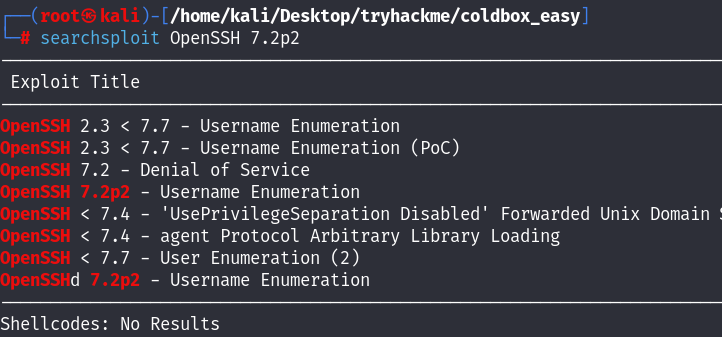 (root㉿kali)-[/home/kali/Desktop/tryhackme/coldbox_easy]
# searchsploit OpenSSH 7.2p2
Exploit Title
OpenSSH 2.3 < 7.7 - Username Enumeration
OpenSSH 2.3 < 7.7 - Username Enumeration (PoC)
OpenSSH 7.2 - Denial of Service
OpenSSH 7.2p2 - Username Enumeration
OpenSSH < 7.4 - 'UsePrivilegeSeparation Disabled' Forwarded Unix Domain S
OpenSSH < 7.4 - agent Protocol Arbitrary Library Loading
OpenSSH < 7.7 - User Enumeration (2)
OpenSSHd 7.2p2 - Username Enumeration
Shellcodes: No Results